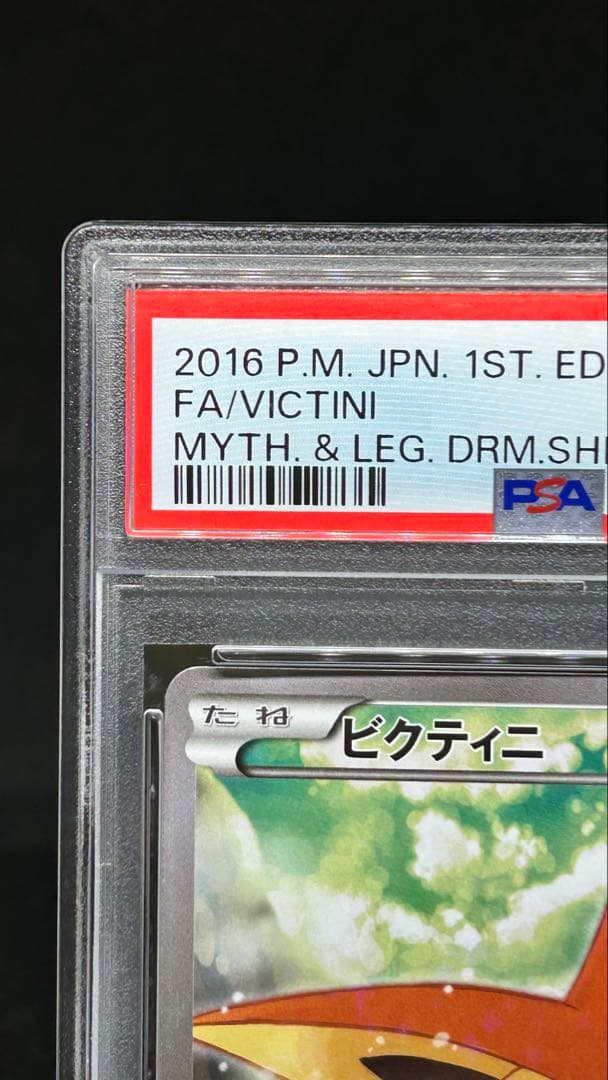 2016 P.M. JPN. 1ST. ED
FA/VICTINI
MYTH. & LEG. DRM.SH
PSA
たね ビクティニ